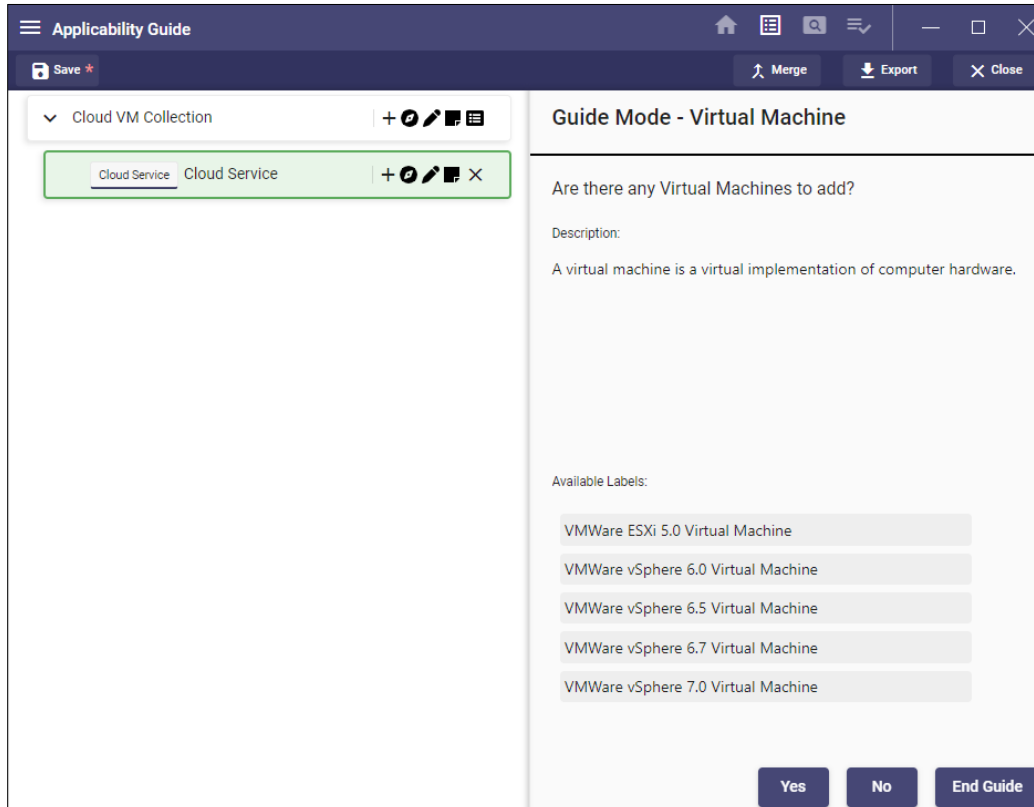 Applicability Guide
Save *
Merge
Export
Close
Cloud VM Collection
Cloud Service Cloud Service
Guide Mode - Virtual Machine
Are there any Virtual Machines to add?
Description:
A virtual machine is a virtual implementation of computer hardware.
Available Labels:
VMWare ESXi 5.0 Virtual Machine
VMWare vSphere 6.0 Virtual Machine
VMWare vSphere 6.5 Virtual Machine
VMWare vSphere 6.7 Virtual Machine
VMWare vSphere 7.0 Virtual Machine
Yes
No
End Guide